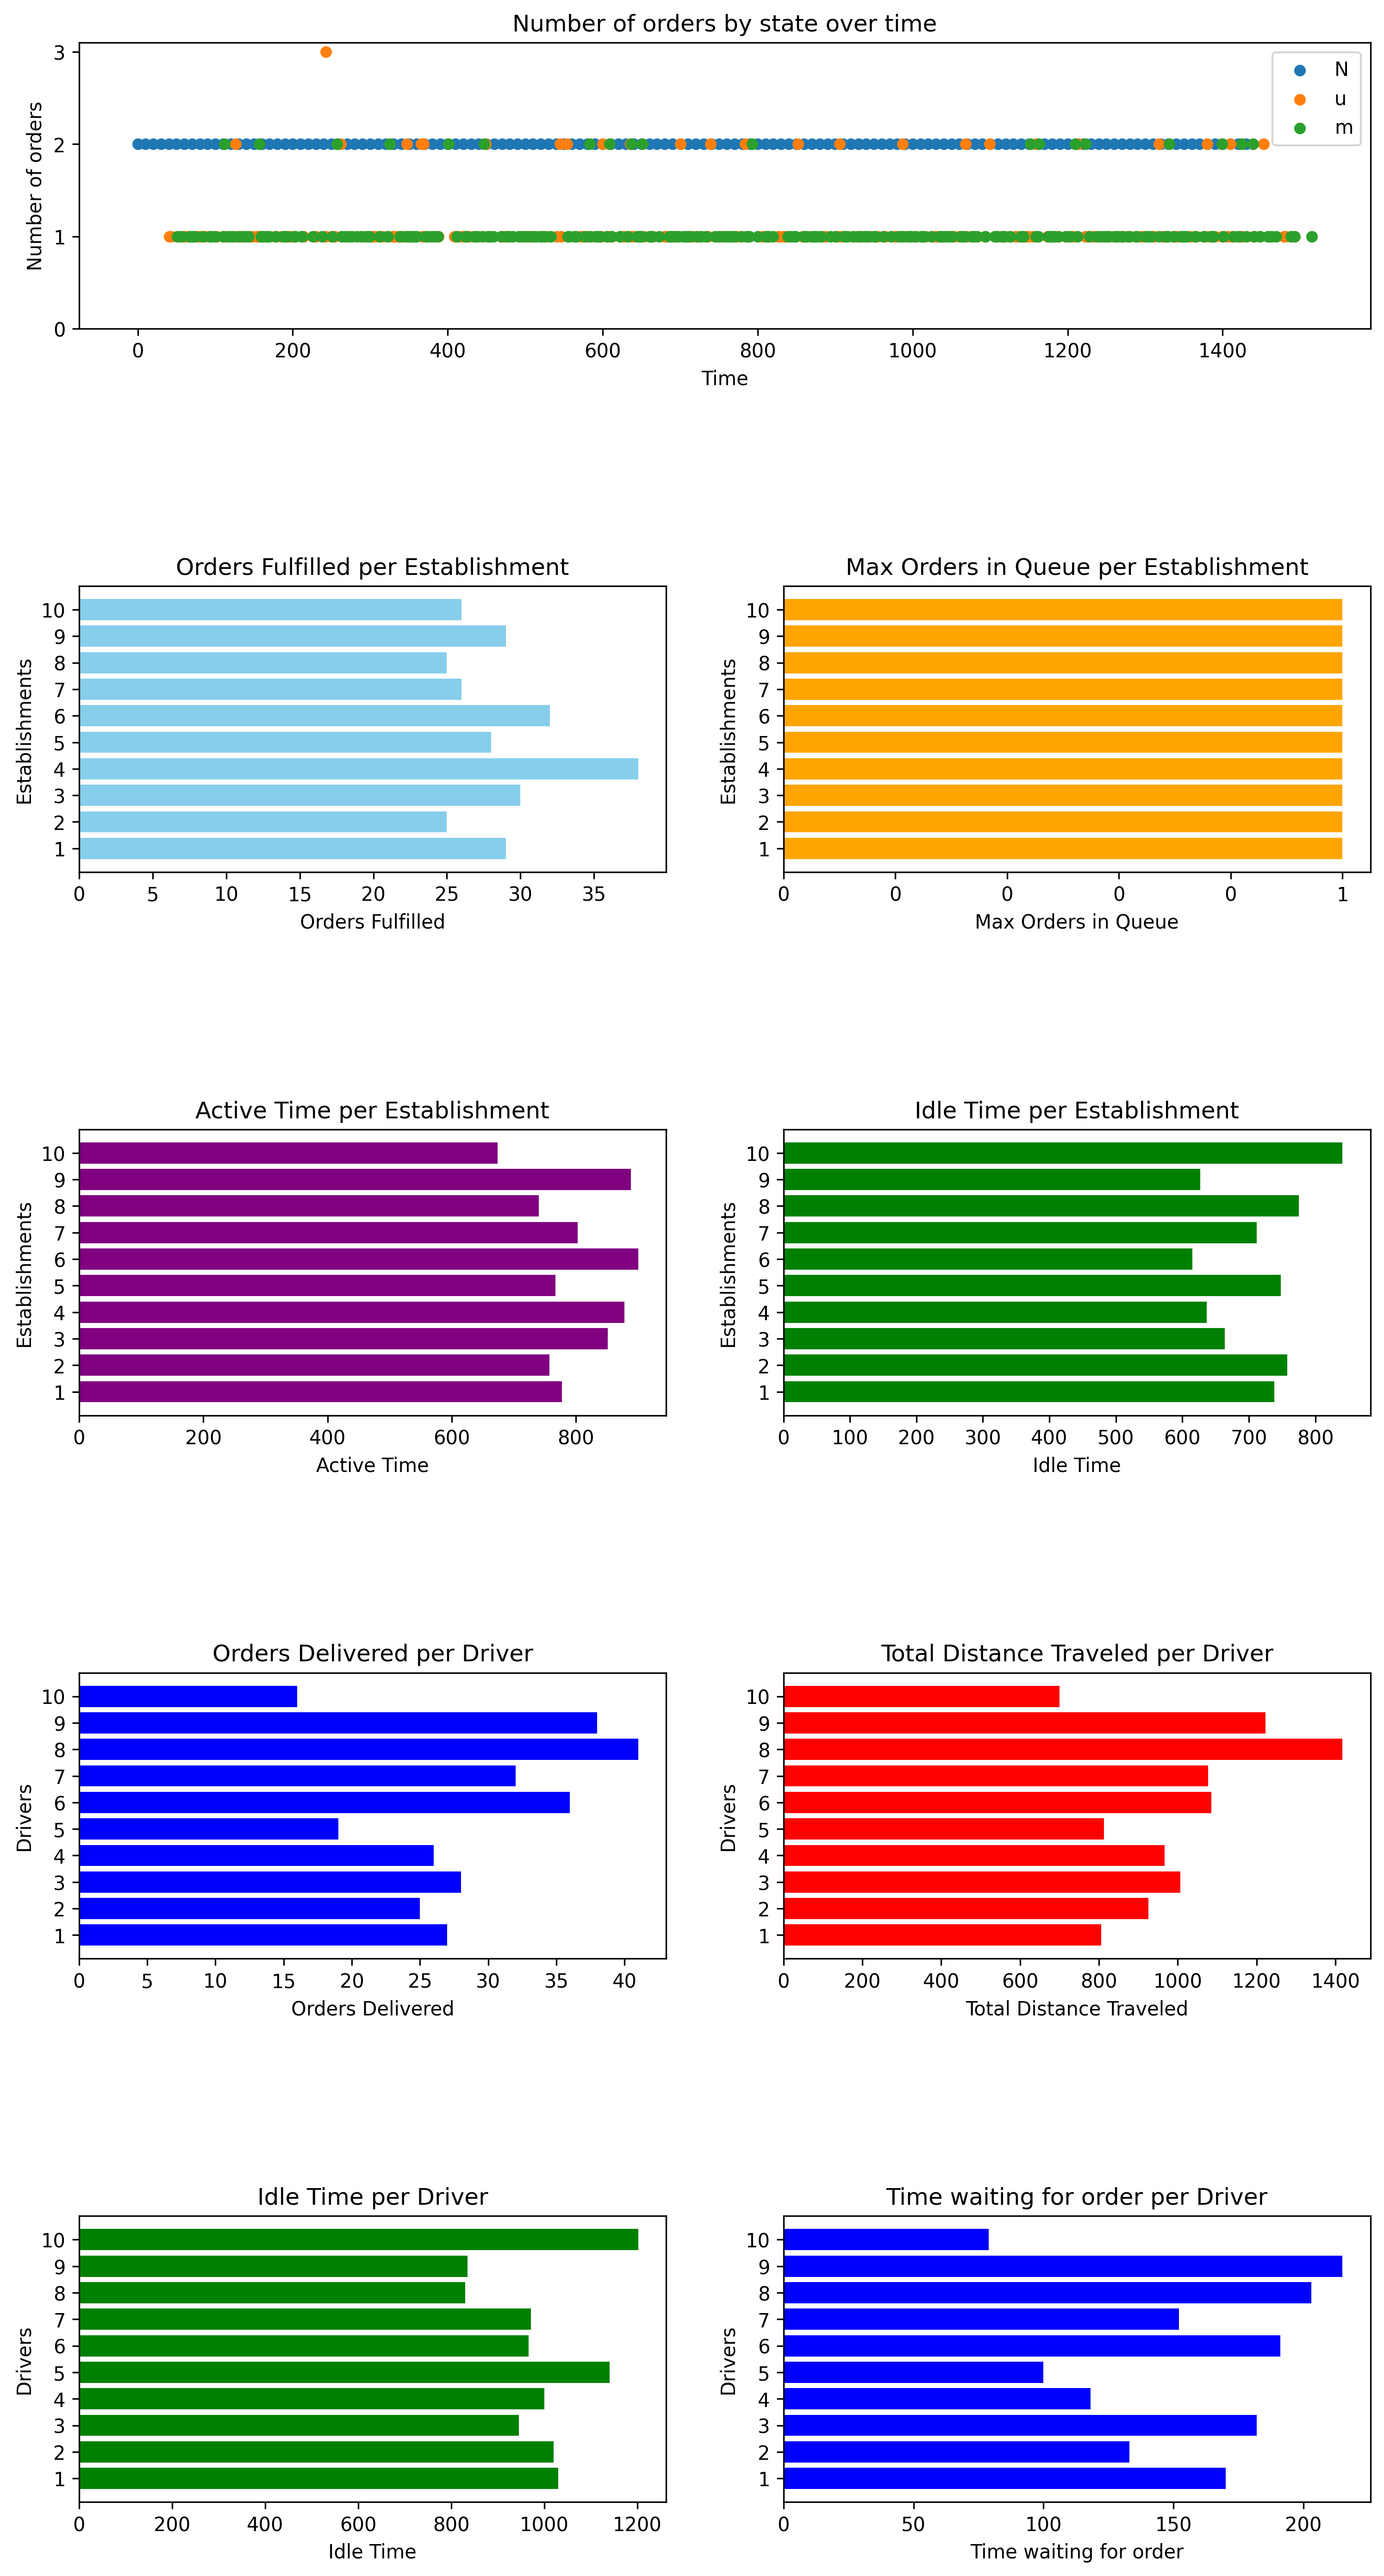 Number of orders by state over time
Number of orders
3
2
1
0
N
u
m
0 200 400 600 800 1000 1200 1400
Time
Orders Fulfilled per Establishment
Establishments
10
9
8
7
6
5
4
3
2
1
0 5 10 15 20 25 30 35
Orders Fulfilled
Max Orders in Queue per Establishment
Establishments
10
9
8
7
6
5
4
3
2
1
0 0 0 0 0 1
Max Orders in Queue
Active Time per Establishment
Establishments
10
9
8
7
6
5
4
3
2
1
0 200 400 600 800
Active Time
Idle Time per Establishment
Establishments
10
9
8
7
6
5
4
3
2
1
0 100 200 300 400 500 600 700 800
Idle Time
Orders Delivered per Driver
Drivers
10
9
8
7
6
5
4
3
2
1
0 5 10 15 20 25 30 35 40
Orders Delivered
Total Distance Traveled per Driver
Drivers
10
9
8
7
6
5
4
3
2
1
0 200 400 600 800 1000 1200 1400
Total Distance Traveled
Idle Time per Driver
Drivers
10
9
8
7
6
5
4
3
2
1
0 200 400 600 800 1000 1200
Idle Time
Time waiting for order per Driver
Drivers
10
9
8
7
6
5
4
3
2
1
0 50 100 150 200
Time waiting for order